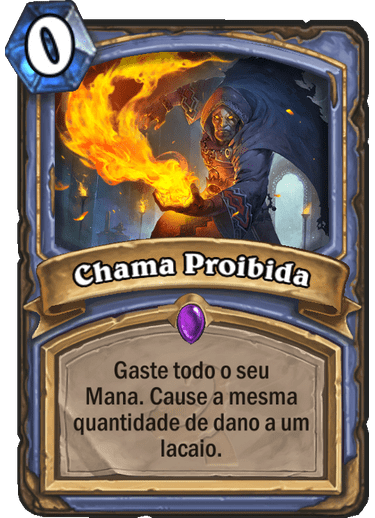 0
Chama Proibida
Gaste todo o seu
Mana. Cause a mesma
quantidade de dano a um
lacaio.